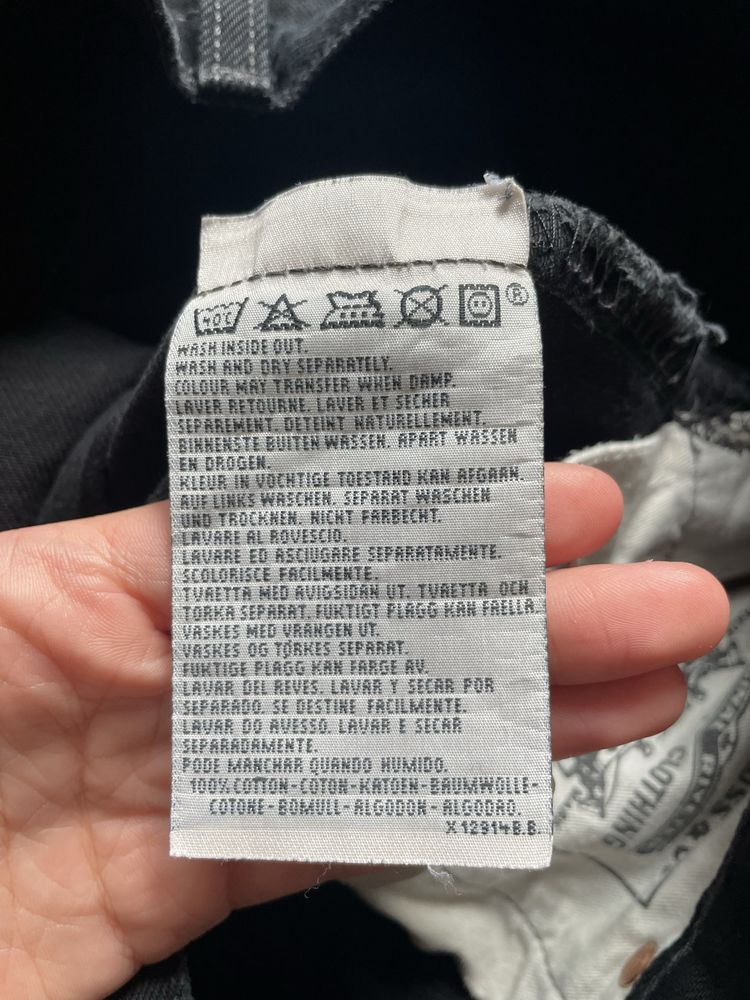 40C
®
WASH INSIDE OUT.
WASH AND DRY SEPARATELY.
COLOUR MAY TRANSFER WHEN DAMP.
LAVER RETOURNE. LAVER ET SECHER
SEPAREMENT. DETEINT NATURELLEMENT.
BINNENSTE BUITEN WASSEN. APART WASSEN
EN DROGEN.
KLEUR IN VOCHTIGE TOESTAND KAN AFGAAN.
AUF LINKS WASCHEN. SEPARAT WASCHEN
UND TROCKNEN. NICHT FARBECHT.
LAVARE AL ROVESCIO.
LAVARE ED ASCIUGARE SEPARATAMENTE.
SCOLORISCE FACILMENTE.
TVAETTA MED AVIGSIDAN UT. TVAETTA OCH
TORKA SEPARAT. FUKTIGT PLAGG KAN FAELLA.
VASKES MED VRANGEN UT.
VASKES OG TORKES SEPARAT.
FUKTIGE PLAGG KAN FARGE AV.
LAVAR DEL REVES. LAVAR Y SECAR POR
SEPARADO. SE DESTINE FACILMENTE.
LAVAR DO AVESSO. LAVAR E SECAR
SEPARADAMENTE.
PODE MANCHAR QUANDO HUMIDO.
100% COTTON-COTON-KATOEN-BAUMWOLLE-
COTONE-BOMULL-ALGODON-ALGODAO.
X 12914 B.B.
CLOTHING